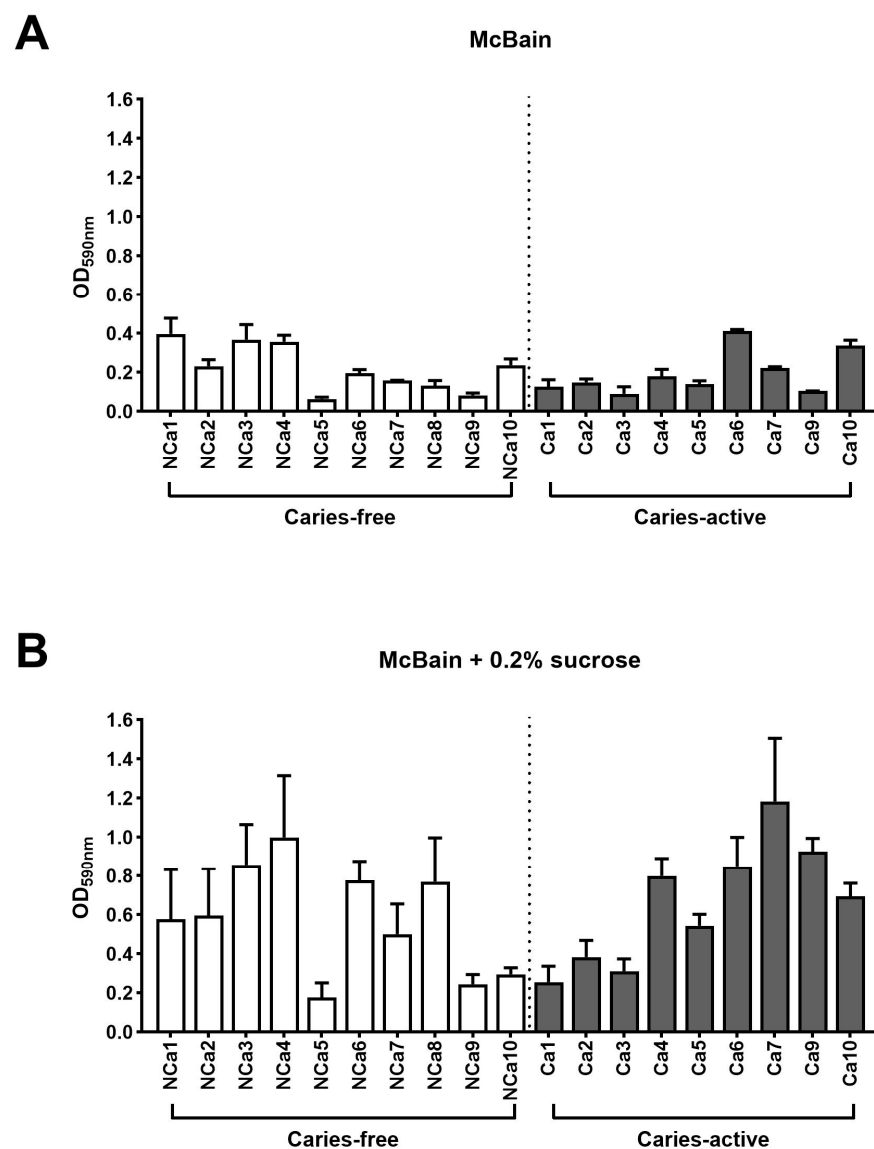 A
McBain
1.6
1.4
1.2
1.0
0.8
0.6
0.4
0.2
0.0
OD590nm
NCa1 NCa2 NCa3 NCa4 NCa5 NCa6 NCa7 NCa8 NCa9 NCa10 Ca1 Ca2 Ca3 Ca4 Ca5 Ca6 Ca7 Ca9 Ca10
Caries-free Caries-active
B
McBain + 0.2% sucrose
1.6
1.4
1.2
1.0
0.8
0.6
0.4
0.2
0.0
OD590nm
NCa1 NCa2 NCa3 NCa4 NCa5 NCa6 NCa7 NCa8 NCa9 NCa10 Ca1 Ca2 Ca3 Ca4 Ca5 Ca6 Ca7 Ca9 Ca10
Caries-free Caries-active